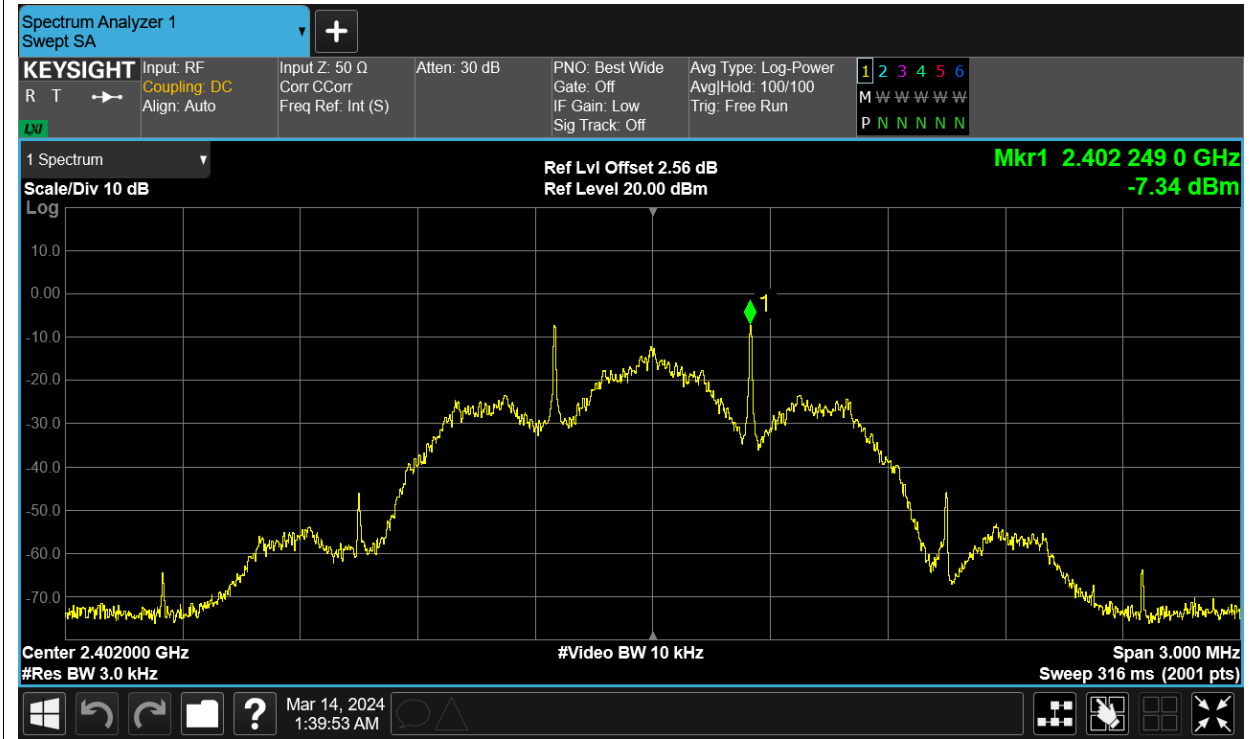 Spectrum Analyzer 1
Swept SA
+
KEYSIGHT
R T
LXI
Input: RF
Coupling: DC
Align: Auto
Input Z: 50 Ω
Corr CCorr
Freq Ref: Int (S)
Atten: 30 dB
PNO: Best Wide
Gate: Off
IF Gain: Low
Sig Track: Off
Avg Type: Log-Power
Avg|Hold: 100/100
Trig: Free Run
1 2 3 4 5 6
M W W W W W
P N N N N N
1 Spectrum
Scale/Div 10 dB
Log
Ref Lvl Offset 2.56 dB
Ref Level 20.00 dBm
Mkr1 2.402 249 0 GHz
-7.34 dBm
10.0
0.00
-10.0
-20.0
-30.0
-40.0
-50.0
-60.0
-70.0
1
Center 2.402000 GHz
#Res BW 3.0 kHz
#Video BW 10 kHz
Span 3.000 MHz
Sweep 316 ms (2001 pts)
?
Mar 14, 2024
1:39:53 AM